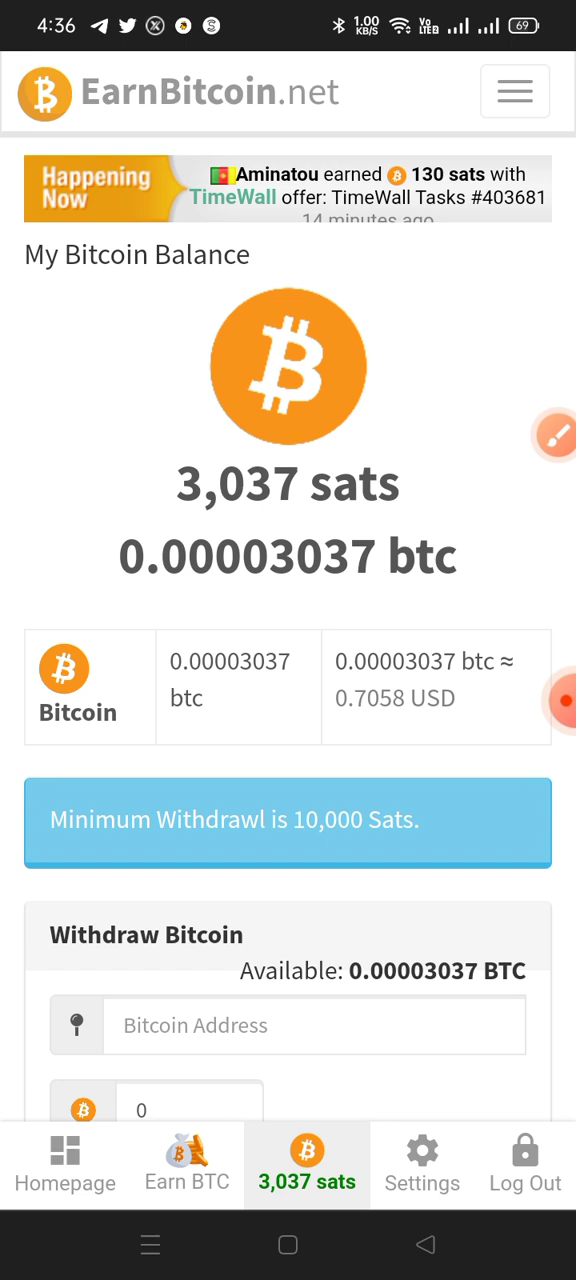 4:36
1.00 KB/S
Vo LTE B
69
EarnBitcoin.net
Happening Now
Aminatou earned 130 sats with
TimeWall offer: TimeWall Tasks #403681
14 minutes ago
My Bitcoin Balance
3,037 sats
0.00003037 btc
Bitcoin
0.00003037 btc
0.00003037 btc ≈
0.7058 USD
Minimum Withdrawl is 10,000 Sats.
Withdraw Bitcoin
Available: 0.00003037 BTC
Bitcoin Address
0
Homepage
Earn BTC
3,037 sats
Settings
Log Out